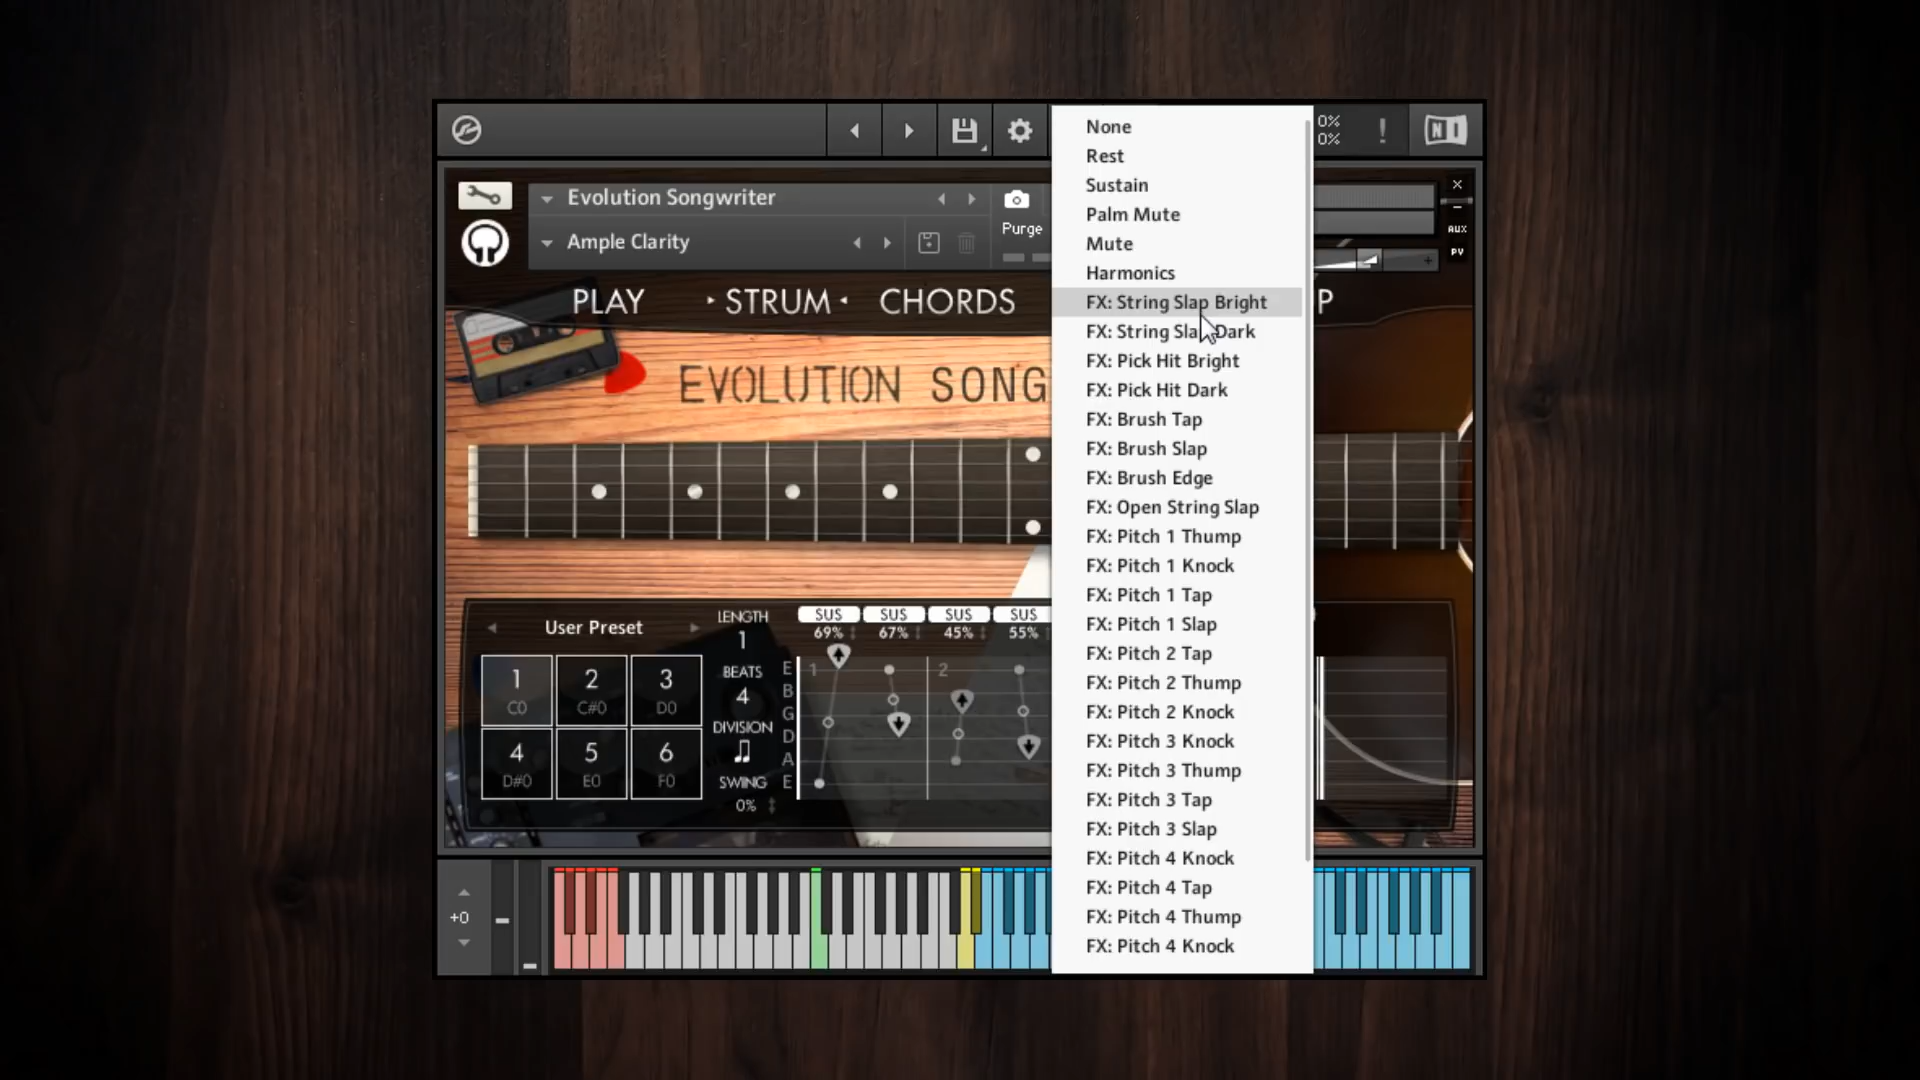 0%
0%
!
NI
Evolution Songwriter
Ample Clarity
Purge
AUX
PV
PLAY
STRUM
CHORDS
P
EVOLUTION SONG
None
Rest
Sustain
Palm Mute
Mute
Harmonics
FX: String Slap Bright
FX: String Slap Dark
FX: Pick Hit Bright
FX: Pick Hit Dark
FX: Brush Tap
FX: Brush Slap
FX: Brush Edge
FX: Open String Slap
FX: Pitch 1 Thump
FX: Pitch 1 Knock
FX: Pitch 1 Tap
FX: Pitch 1 Slap
FX: Pitch 2 Tap
FX: Pitch 2 Thump
FX: Pitch 2 Knock
FX: Pitch 3 Knock
FX: Pitch 3 Thump
FX: Pitch 3 Tap
FX: Pitch 3 Slap
FX: Pitch 4 Knock
FX: Pitch 4 Tap
FX: Pitch 4 Thump
FX: Pitch 4 Knock
User Preset
1 2 3
C0 C#0 D0
4 5 6
D#0 E0 F0
LENGTH
1
BEATS
4
DIVISION
SWING
0%
SUS SUS SUS SUS
69% 67% 45% 55%
1 2
E
B
G
D
A
E
+0